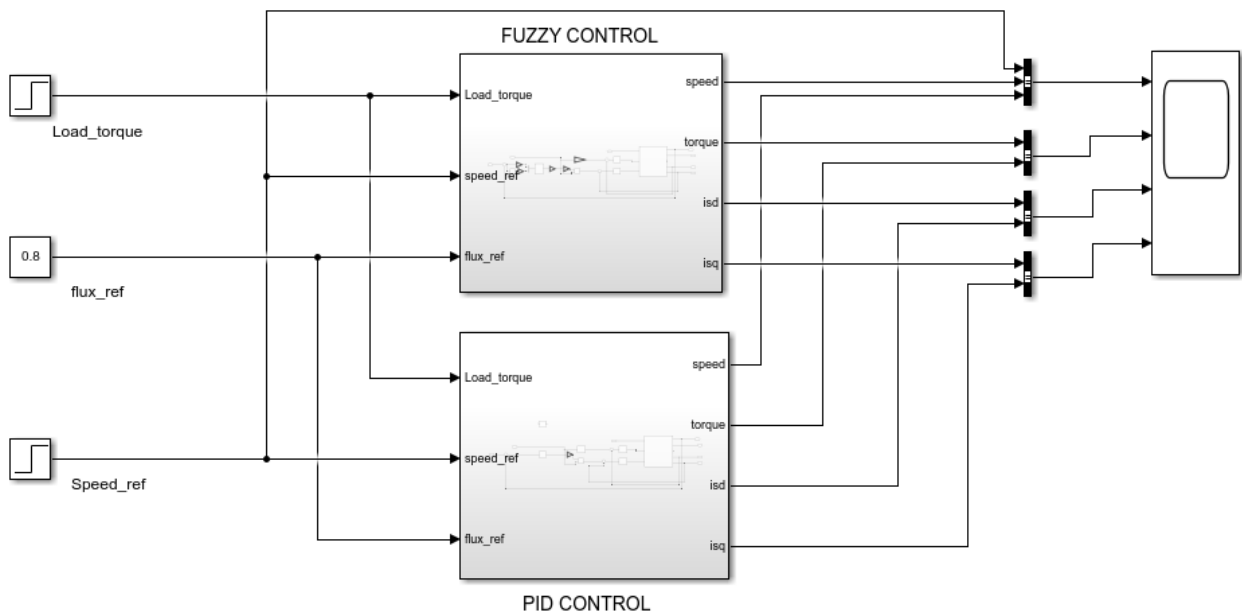 FUZZY CONTROL
Load_torque
speed_ref
flux_ref
speed
torque
isd
isq
Load_torque
0.8
flux_ref
Speed_ref
Load_torque
speed_ref
flux_ref
speed
torque
isd
isq
PID CONTROL